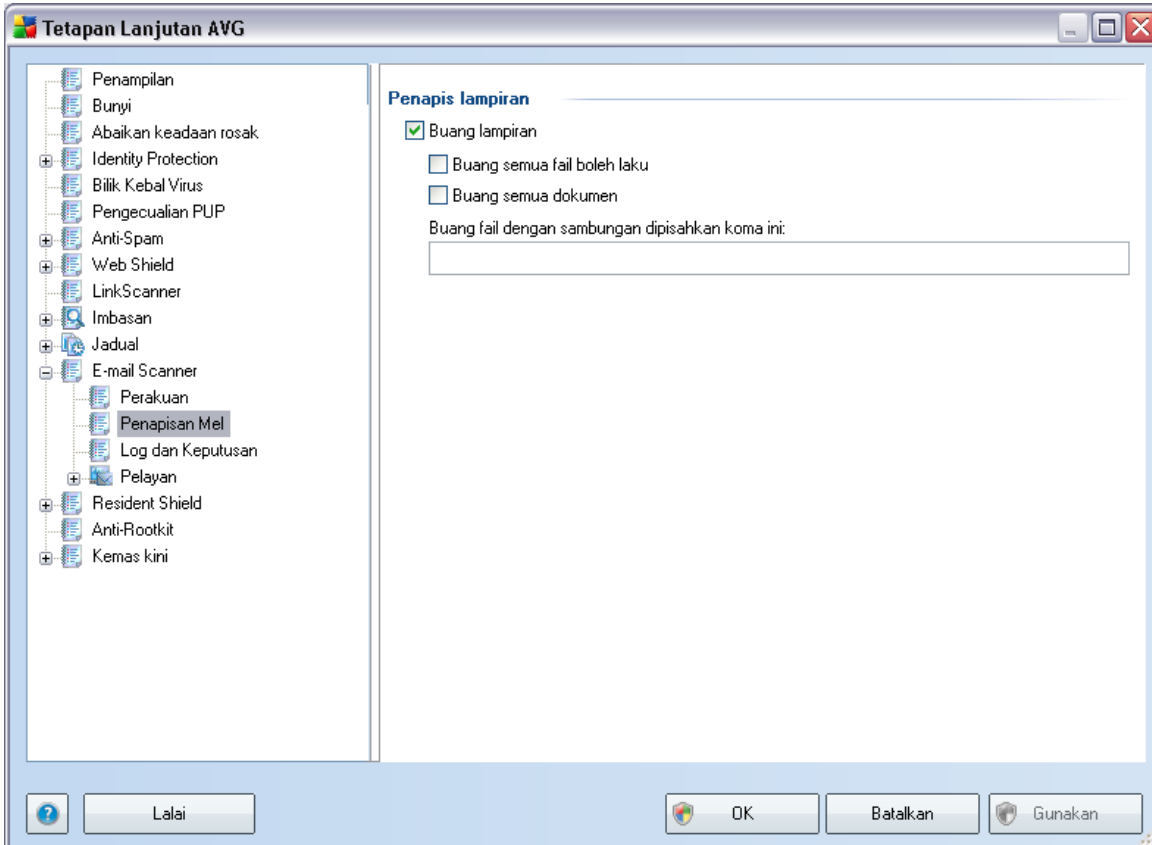 Tetapan Lanjutan AVG
Penampilan
Bunyi
Abaikan keadaan rosak
Identity Protection
Bilik Kebal Virus
Pengecualian PUP
Anti-Spam
Web Shield
LinkScanner
Imbasan
Jadual
E-mail Scanner
Perakuan
Penapisan Mel
Log dan Keputusan
Pelayan
Resident Shield
Anti-Rootkit
Kemas kini
Penapis lampiran
Buang lampiran
Buang semua fail boleh laku
Buang semua dokumen
Buang fail dengan sambungan dipisahkan koma ini:
Lalai
OK
Batalkan
Gunakan